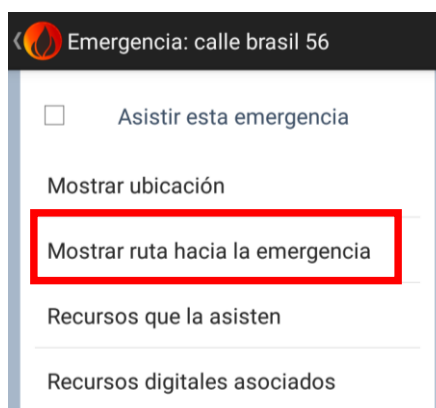 Emergencia: calle brasil 56
Asistir esta emergencia
Mostrar ubicación
Mostrar ruta hacia la emergencia
Recursos que la asisten
Recursos digitales asociados